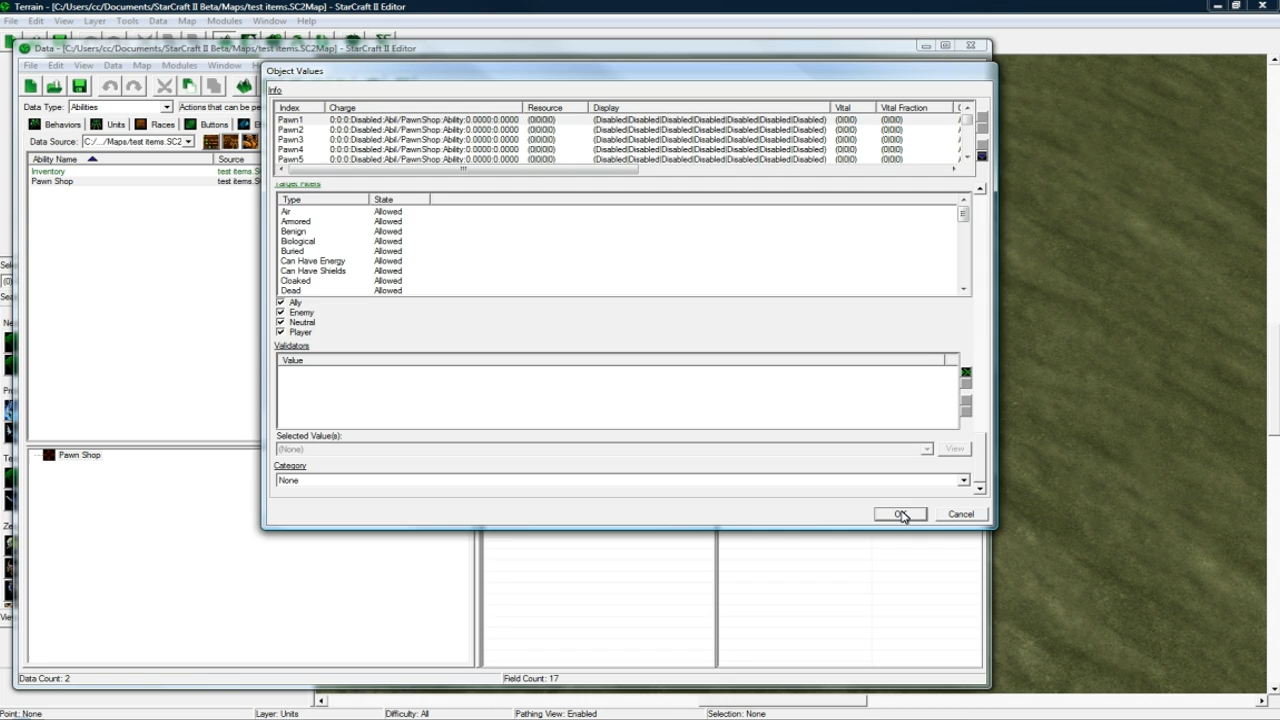 Terrain - [C:/Users/cc/Documents/StarCraft II Beta/Maps/test items.SC2Map] - StarCraft II Editor
File Edit View Layer Tools Data Map Modules Window Help
Data - [C:/Users/cc/Documents/StarCraft II Beta/Maps/test items.SC2Map] - StarCraft II Editor
File Edit View Data Map Modules Window
Object Values
Info
Data Type: Abilities Actions that can be pe
Behaviors Units Races Buttons
Data Source: C:/.../Maps/test items.SC2
Ability Name Source
Inventory test items.S
Pawn Shop test items.S
Index Charge Resource Display Vital Vital Fraction
Pawn1 0:0:0:Disabled:Abil/PawnShop:Ability:0.0000:0.0000 (0|0|0|0) (Disabled|Disabled|Disabled|Disabled|Disabled|Disabled|Disabled) (0|0|0) (0|0|0)
Pawn2 0:0:0:Disabled:Abil/PawnShop:Ability:0.0000:0.0000 (0|0|0|0) (Disabled|Disabled|Disabled|Disabled|Disabled|Disabled|Disabled) (0|0|0) (0|0|0)
Pawn3 0:0:0:Disabled:Abil/PawnShop:Ability:0.0000:0.0000 (0|0|0|0) (Disabled|Disabled|Disabled|Disabled|Disabled|Disabled|Disabled) (0|0|0) (0|0|0)
Pawn4 0:0:0:Disabled:Abil/PawnShop:Ability:0.0000:0.0000 (0|0|0|0) (Disabled|Disabled|Disabled|Disabled|Disabled|Disabled|Disabled) (0|0|0) (0|0|0)
Pawn5 0:0:0:Disabled:Abil/PawnShop:Ability:0.0000:0.0000 (0|0|0|0) (Disabled|Disabled|Disabled|Disabled|Disabled|Disabled|Disabled) (0|0|0) (0|0|0)
Target Filters
Type State
Air Allowed
Armored Allowed
Benign Allowed
Biological Allowed
Buried Allowed
Can Have Energy Allowed
Can Have Shields Allowed
Cloaked Allowed
Dead Allowed
Ally
Enemy
Neutral
Player
Validators
Value
Selected Value(s):
(None) View
Category
None
OK Cancel
Pawn Shop
Data Count: 2 Field Count: 17
Point: None Layer: Units Difficulty: All Pathing View: Enabled Selection: None